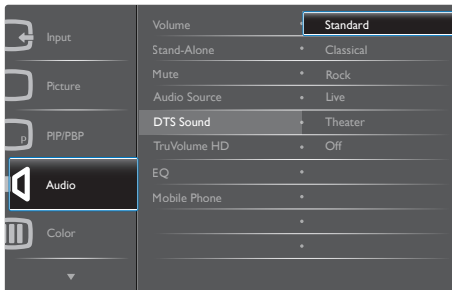 Input
Picture
P
PIP/PBP
Audio
Color
Volume
Stand-Alone
Mute
Audio Source
DTS Sound
TruVolume HD
EQ
Mobile Phone
Standard
Classical
Rock
Live
Theater
Off